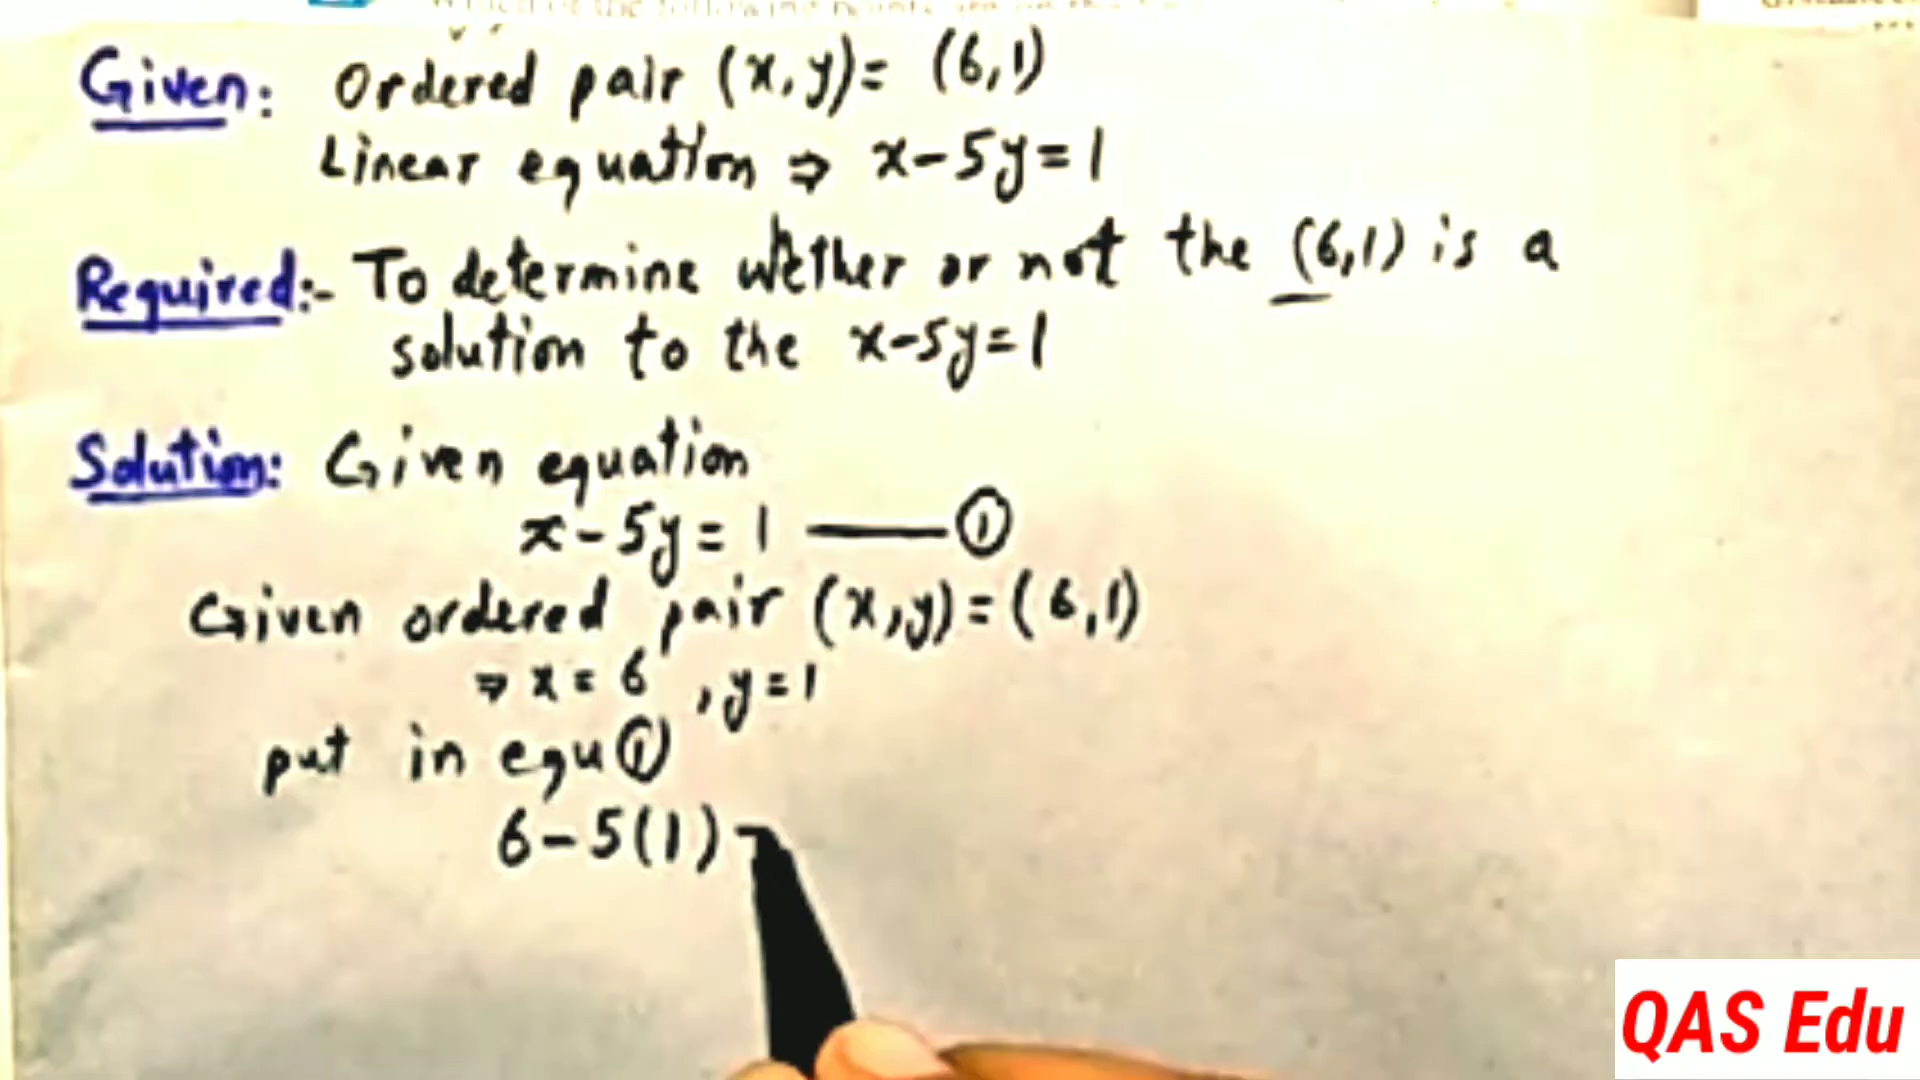 Given: Ordered pair (x,y)= (6,1)
Linear equation ⇒ x-5y=1
Required:- To determine whether or not the (6,1) is a
solution to the x-5y=1
Solution: Given equation
x-5y=1 —— ①
Given ordered pair (x,y)=(6,1)
⇒ x=6 , y=1
put in equ①
6-5(1)
QAS Edu